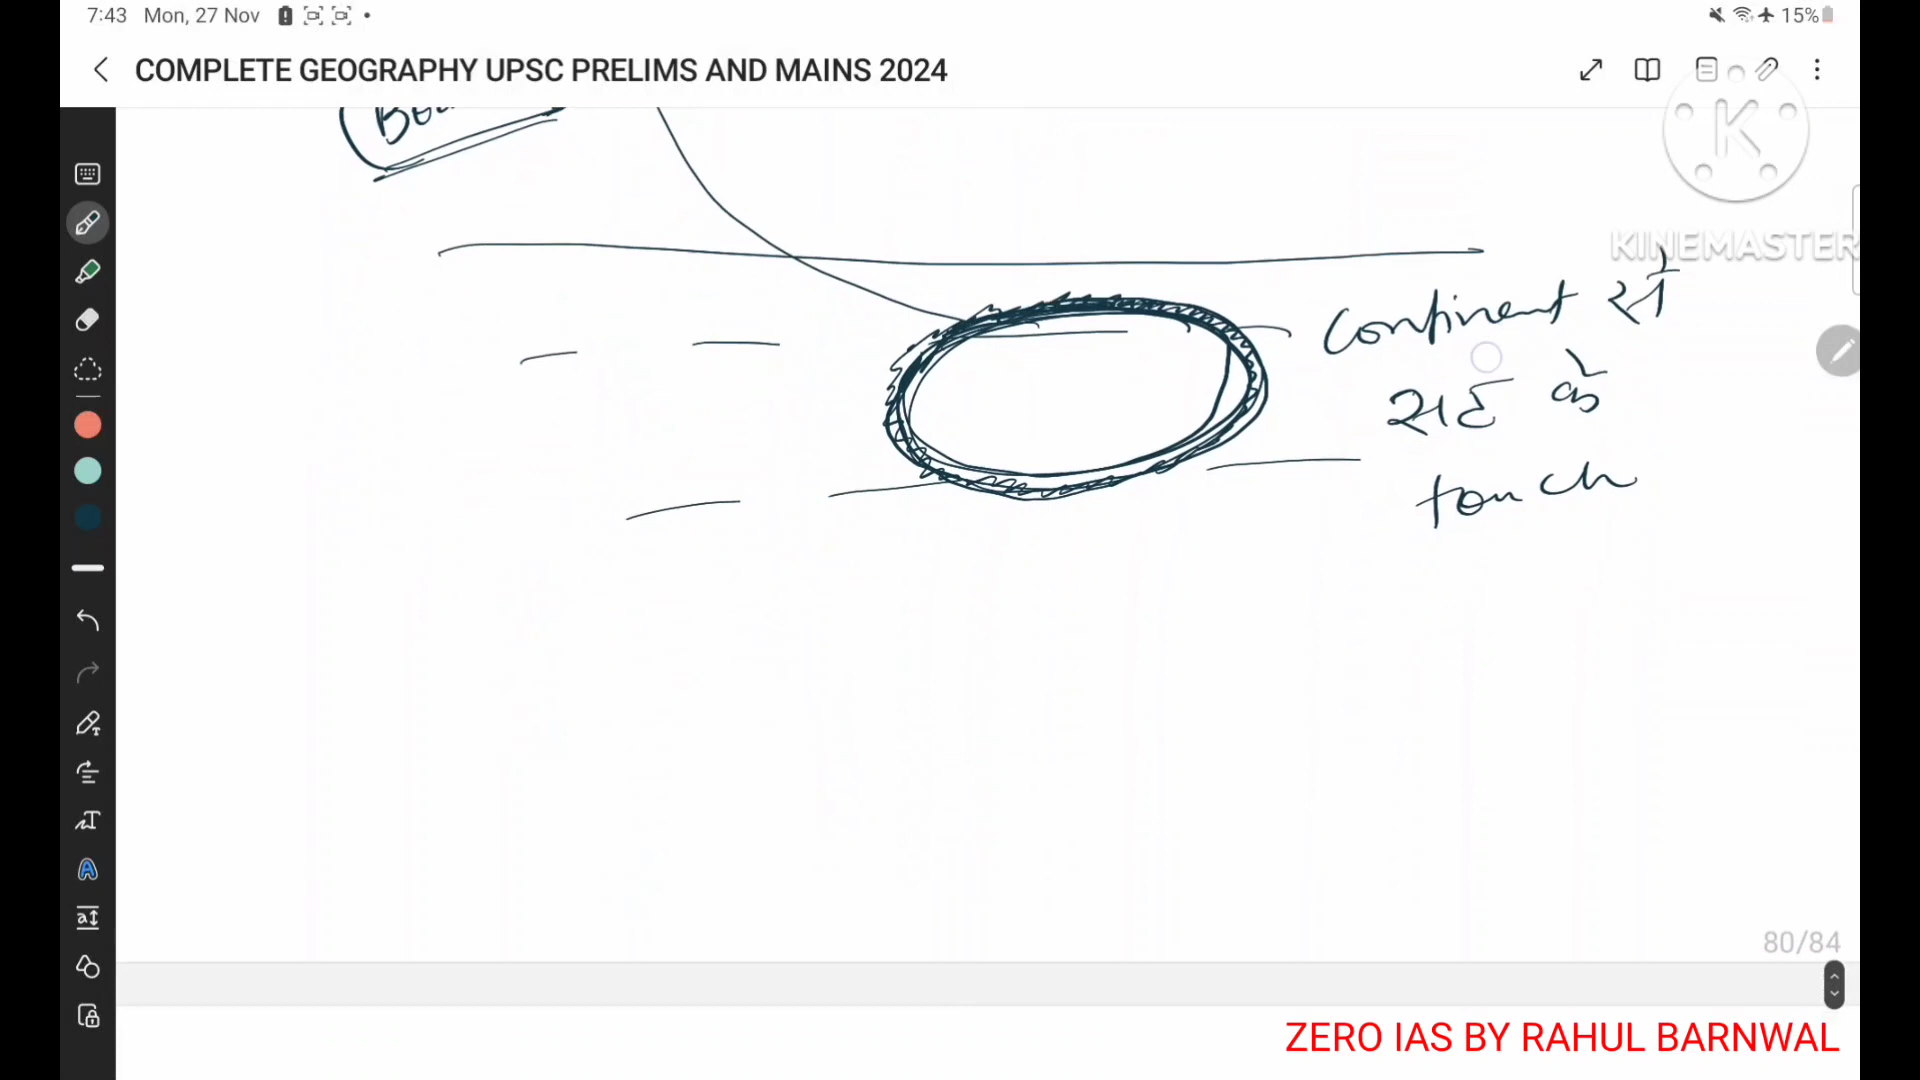 7:43 Mon, 27 Nov
15%
COMPLETE GEOGRAPHY UPSC PRELIMS AND MAINS 2024
K
KINEMASTER
continent
touch
80/84
ZERO IAS BY RAHUL BARNWAL